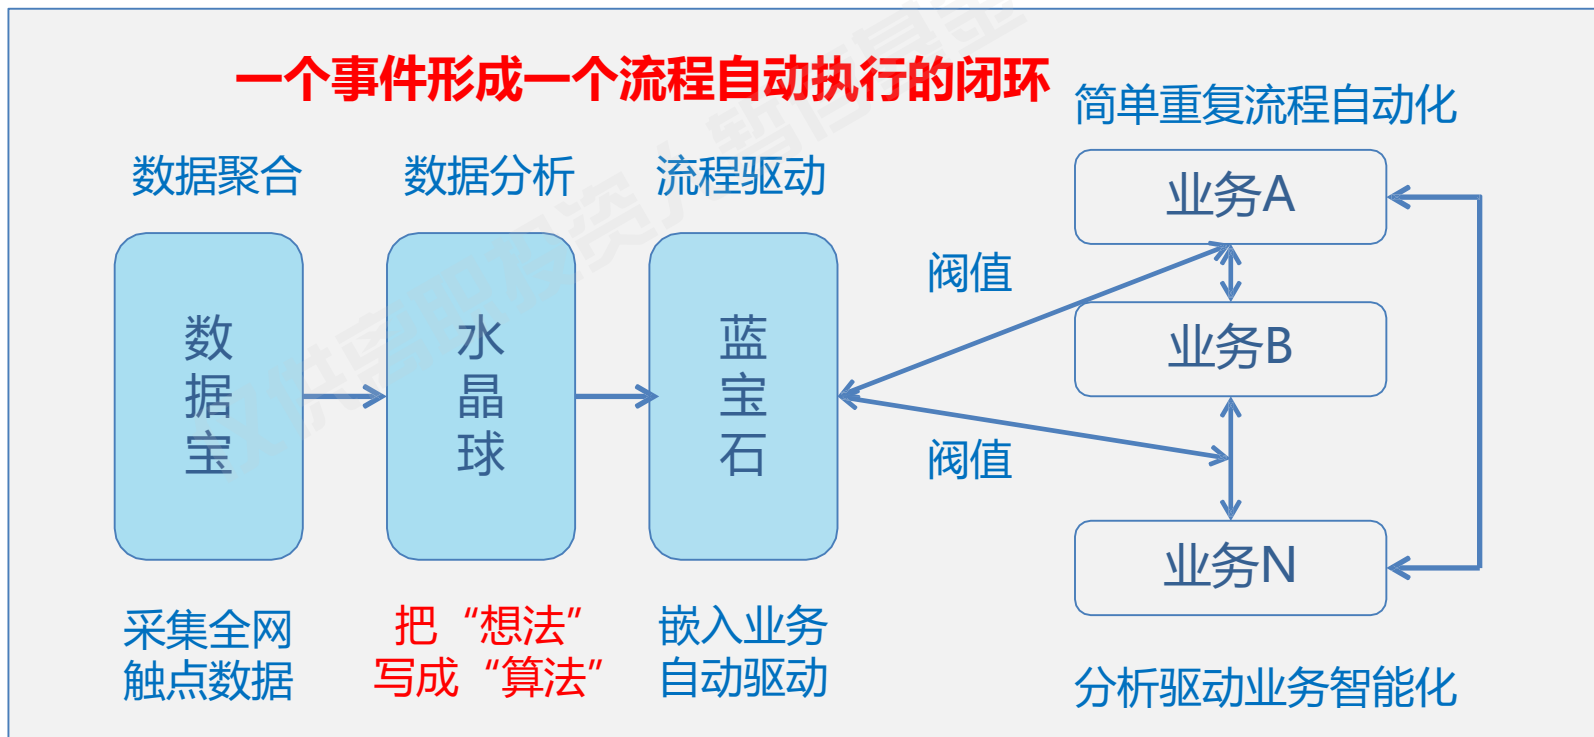 一个事件形成一个流程自动执行的闭环
简单重复流程自动化
数据聚合
数据分析
流程驱动
数据宝
水晶球
蓝宝石
阀值
阀值
业务A
业务B
业务N
采集全网
触点数据
把“想法”
写成“算法”
嵌入业务
自动驱动
分析驱动业务智能化